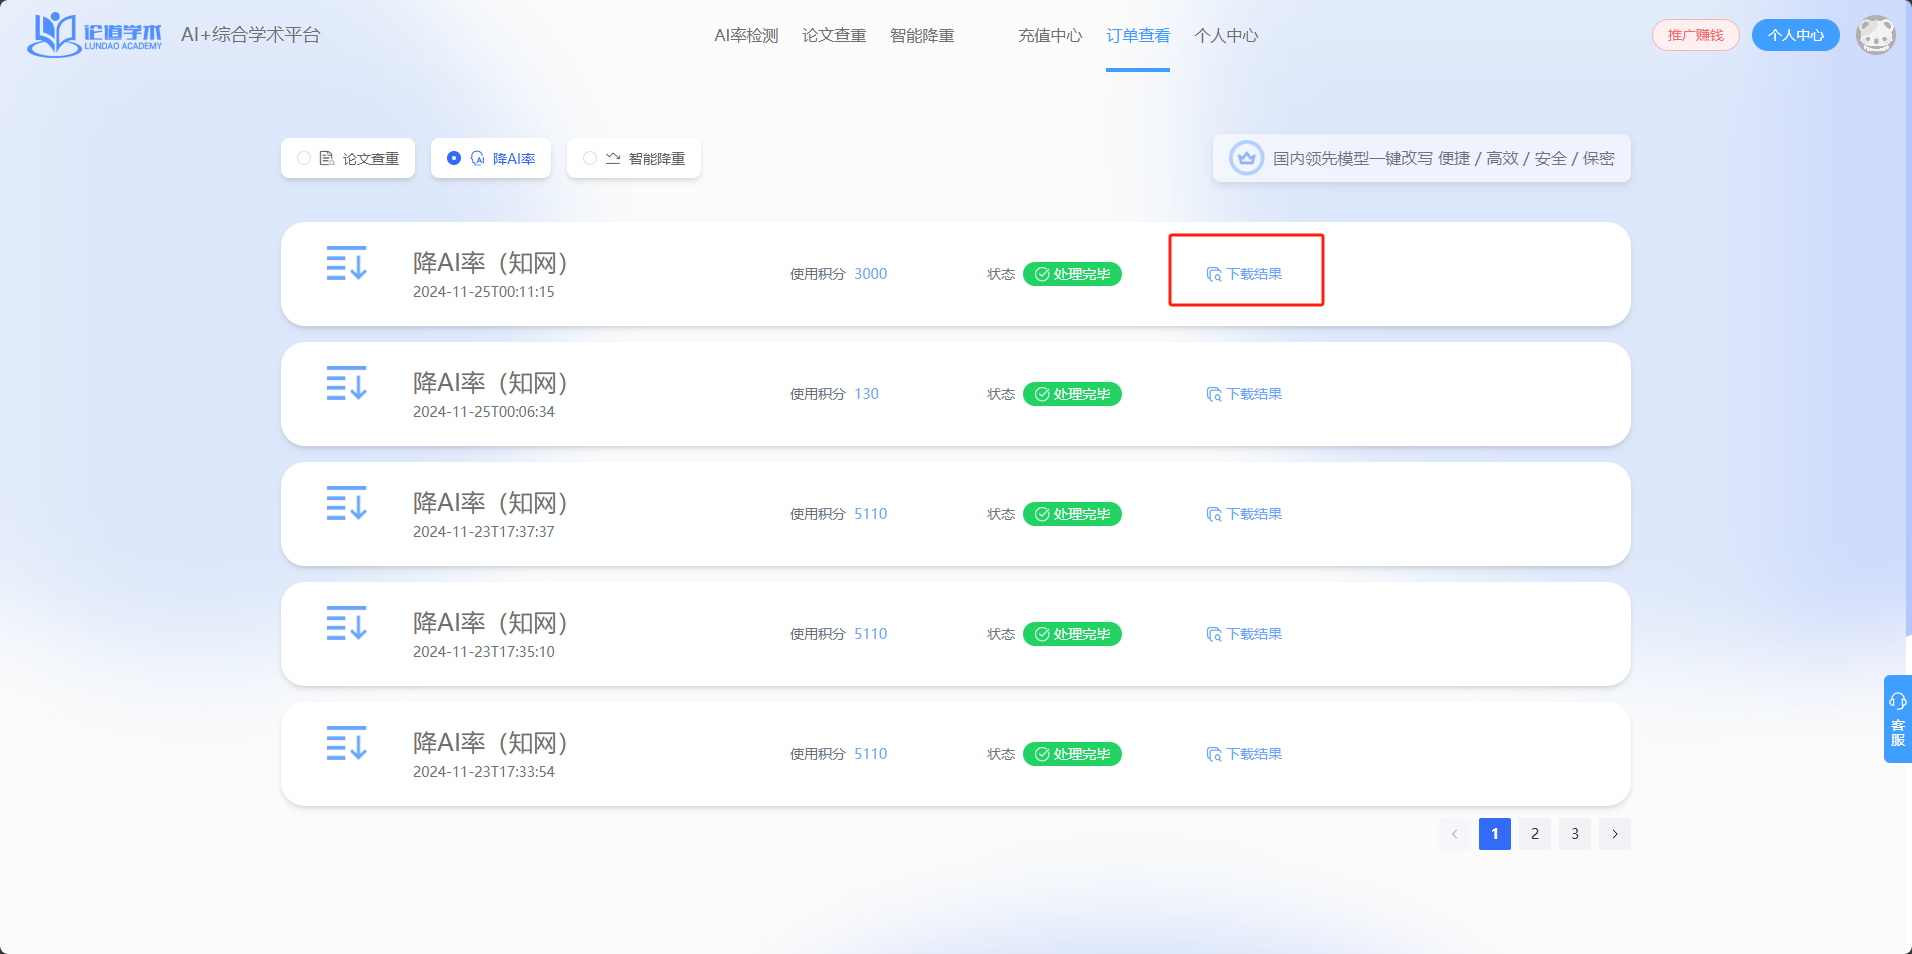 论道学术
LUNDAO ACADEMY
AI+综合学术平台
AI率检测 论文查重 智能降重 充值中心 订单查看 个人中心
推广赚钱 个人中心
论文查重 降AI率 智能降重
国内领先模型一键改写 便捷 / 高效 / 安全 / 保密
降AI率（知网）
2024-11-25T00:11:15
使用积分 3000 状态 处理完毕 下载结果
降AI率（知网）
2024-11-25T00:06:34
使用积分 130 状态 处理完毕 下载结果
降AI率（知网）
2024-11-23T17:37:37
使用积分 5110 状态 处理完毕 下载结果
降AI率（知网）
2024-11-23T17:35:10
使用积分 5110 状态 处理完毕 下载结果
降AI率（知网）
2024-11-23T17:33:54
使用积分 5110 状态 处理完毕 下载结果
客服
1 2 3